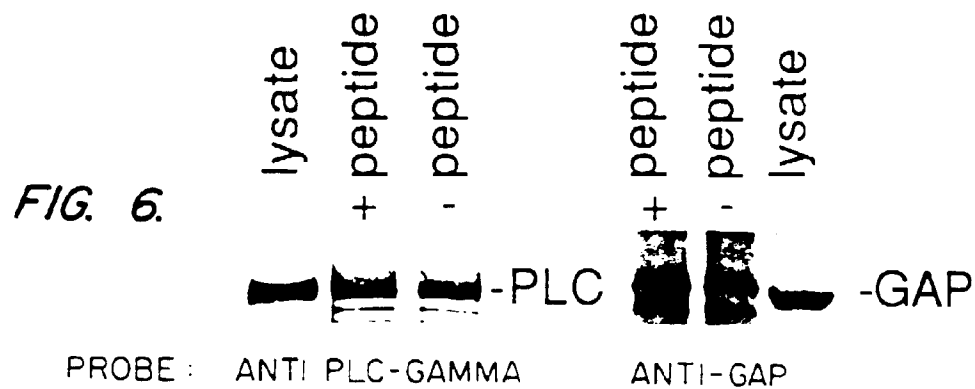 lysate + peptide - peptide + peptide - peptide lysate
FIG. 6.
-PLC -GAP
PROBE: ANTI PLC-GAMMA ANTI-GAP